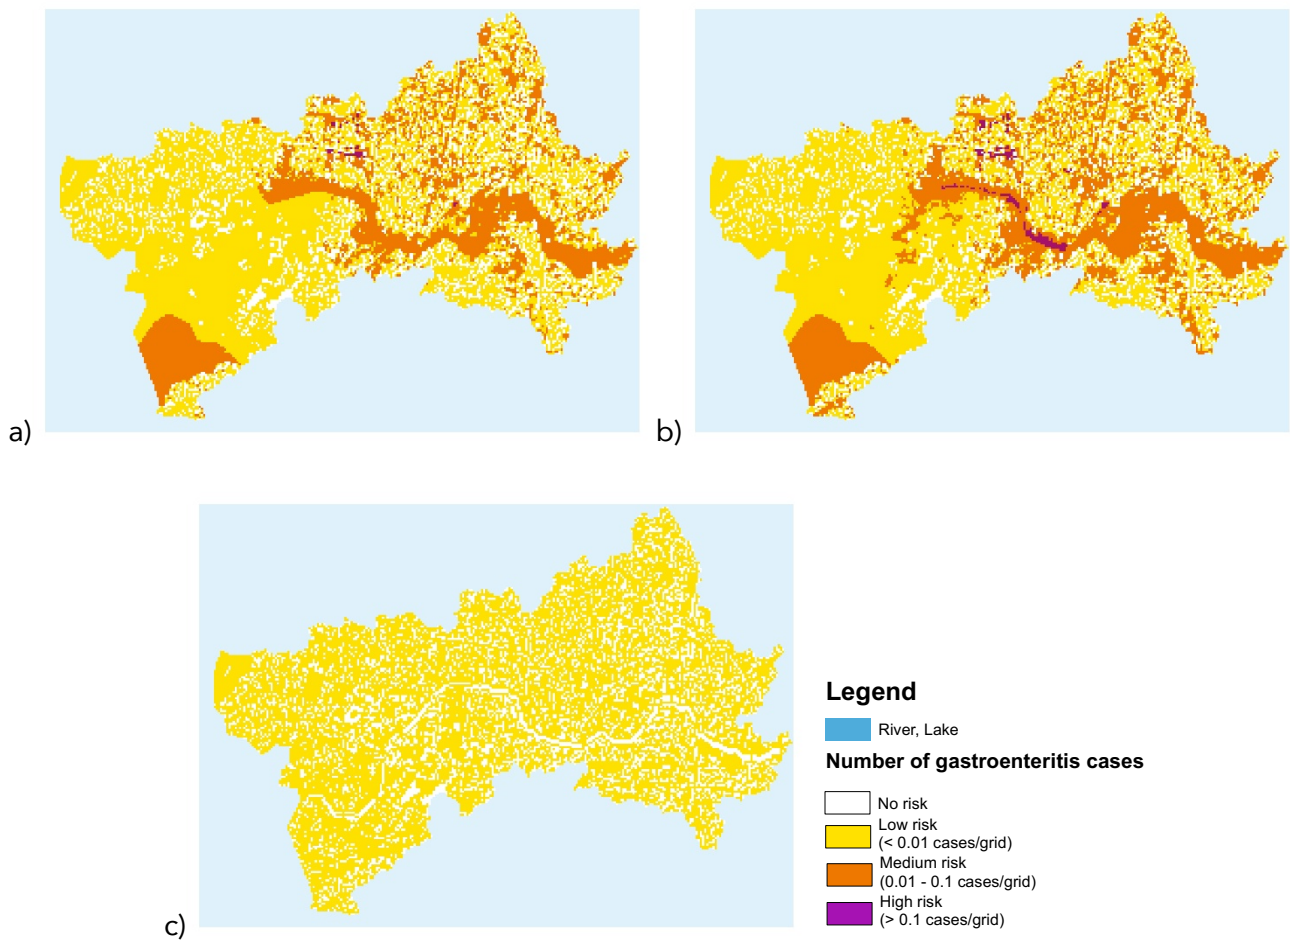 a)
b)
c)
Legend
River, Lake
Number of gastroenteritis cases
No risk
Low risk
(< 0.01 cases/grid)
Medium risk
(0.01 - 0.1 cases/grid)
High risk
(> 0.1 cases/grid)